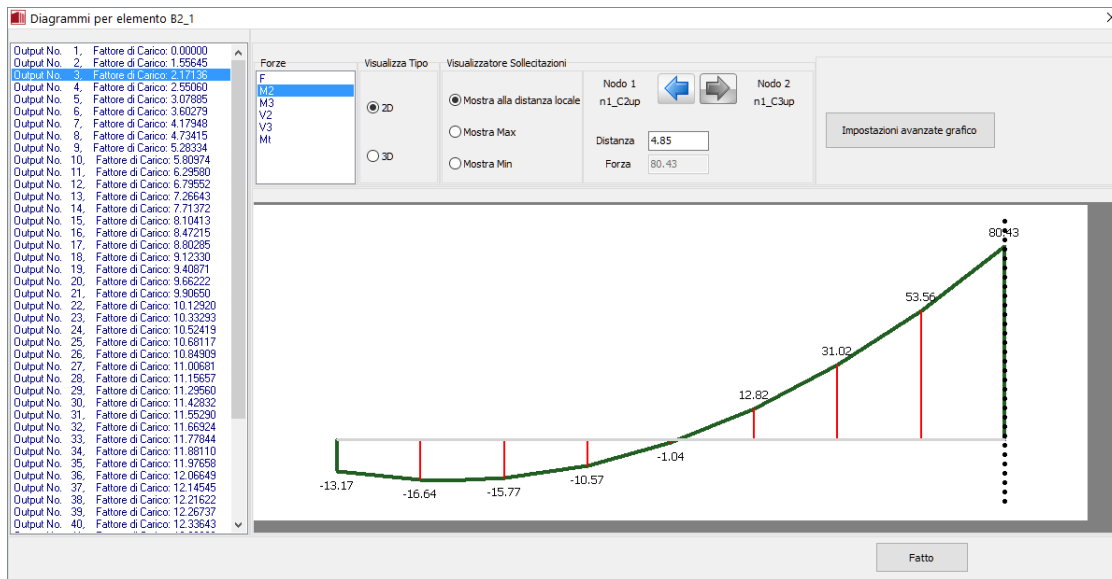 Diagrammi per elemento B2_1
Output No. 1, Fattore di Carico: 0.00000
Output No. 2, Fattore di Carico: 1.55645
Output No. 3, Fattore di Carico: 2.17136
Output No. 4, Fattore di Carico: 2.55060
Output No. 5, Fattore di Carico: 3.07885
Output No. 6, Fattore di Carico: 3.60279
Output No. 7, Fattore di Carico: 4.17948
Output No. 8, Fattore di Carico: 4.73415
Output No. 9, Fattore di Carico: 5.28334
Output No. 10, Fattore di Carico: 5.80974
Output No. 11, Fattore di Carico: 6.29580
Output No. 12, Fattore di Carico: 6.79552
Output No. 13, Fattore di Carico: 7.26643
Output No. 14, Fattore di Carico: 7.71372
Output No. 15, Fattore di Carico: 8.10413
Output No. 16, Fattore di Carico: 8.47215
Output No. 17, Fattore di Carico: 8.80285
Output No. 18, Fattore di Carico: 9.12330
Output No. 19, Fattore di Carico: 9.40871
Output No. 20, Fattore di Carico: 9.66222
Output No. 21, Fattore di Carico: 9.90650
Output No. 22, Fattore di Carico: 10.12920
Output No. 23, Fattore di Carico: 10.33293
Output No. 24, Fattore di Carico: 10.52419
Output No. 25, Fattore di Carico: 10.68117
Output No. 26, Fattore di Carico: 10.84909
Output No. 27, Fattore di Carico: 11.00681
Output No. 28, Fattore di Carico: 11.15657
Output No. 29, Fattore di Carico: 11.29560
Output No. 30, Fattore di Carico: 11.42832
Output No. 31, Fattore di Carico: 11.55290
Output No. 32, Fattore di Carico: 11.66924
Output No. 33, Fattore di Carico: 11.77844
Output No. 34, Fattore di Carico: 11.88110
Output No. 35, Fattore di Carico: 11.97658
Output No. 36, Fattore di Carico: 12.06649
Output No. 37, Fattore di Carico: 12.14545
Output No. 38, Fattore di Carico: 12.21622
Output No. 39, Fattore di Carico: 12.26737
Output No. 40, Fattore di Carico: 12.33643
Forze
F
M2
M3
V2
V3
Mt
Visualizza Tipo
2D
3D
Visualizzatore Sollecitazioni
Mostra alla distanza locale
Mostra Max
Mostra Min
Nodo 1
n1_C2up
Nodo 2
n1_C3up
Distanza 4.85
Forza 80.43
Impostazioni avanzate grafico
80.43
53.56
31.02
12.82
-1.04
-10.57
-13.17
-15.77
-16.64
Fatto